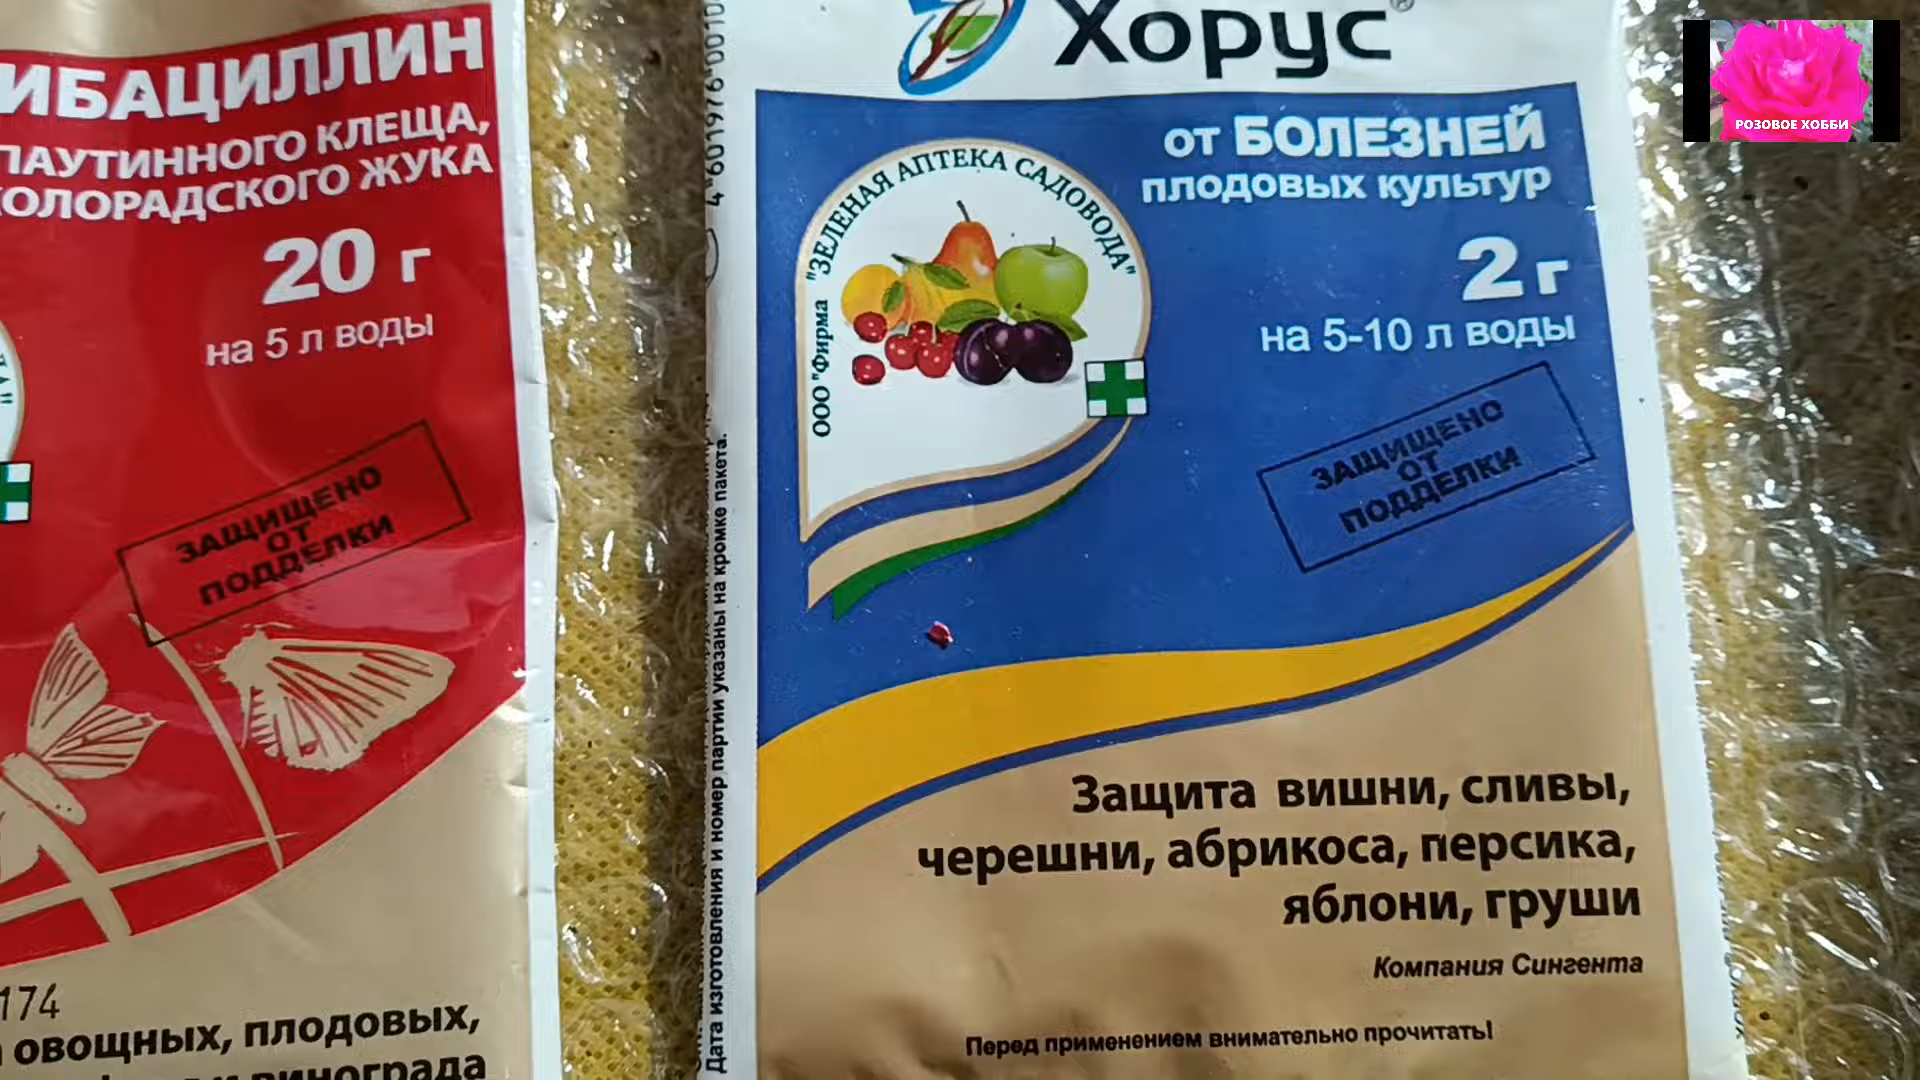 ИБАЦИЛЛИН
ПАУТИННОГО КЛЕЩА,
КОЛОРАДСКОГО ЖУКА
20 г
на 5 л воды
ЗАЩИЩЕНО
ОТ
ПОДДЕЛКИ
174
овощных, плодовых,
винограда
Хорус®
от БОЛЕЗНЕЙ
плодовых культур
2 г
на 5-10 л воды
ООО "Фирма "ЗЕЛЕНАЯ АПТЕКА САДОВОДА"
ЗАЩИЩЕНО
ОТ
ПОДДЕЛКИ
Защита вишни, сливы,
черешни, абрикоса, персика,
яблони, груши
Компания Сингента
Перед применением внимательно прочитать!
Дата изготовления и номер партии указаны на кромке пакета.
РОЗОВОЕ ХОББИ